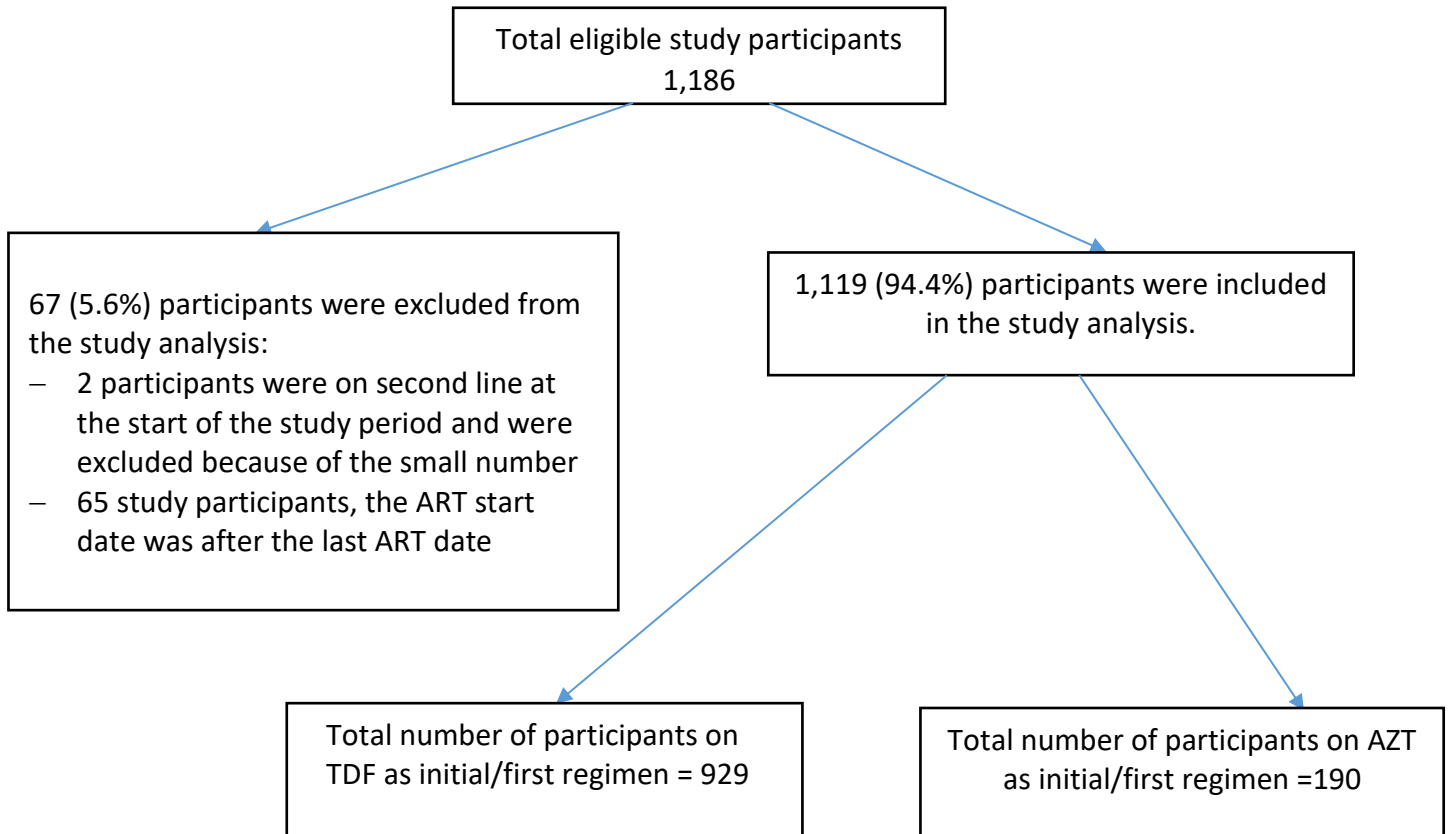 Total eligible study participants
1,186
67 (5.6%) participants were excluded from
the study analysis:
– 2 participants were on second line at
the start of the study period and were
excluded because of the small number
– 65 study participants, the ART start
date was after the last ART date
1,119 (94.4%) participants were included
in the study analysis.
Total number of participants on
TDF as initial/first regimen = 929
Total number of participants on AZT
as initial/first regimen =190